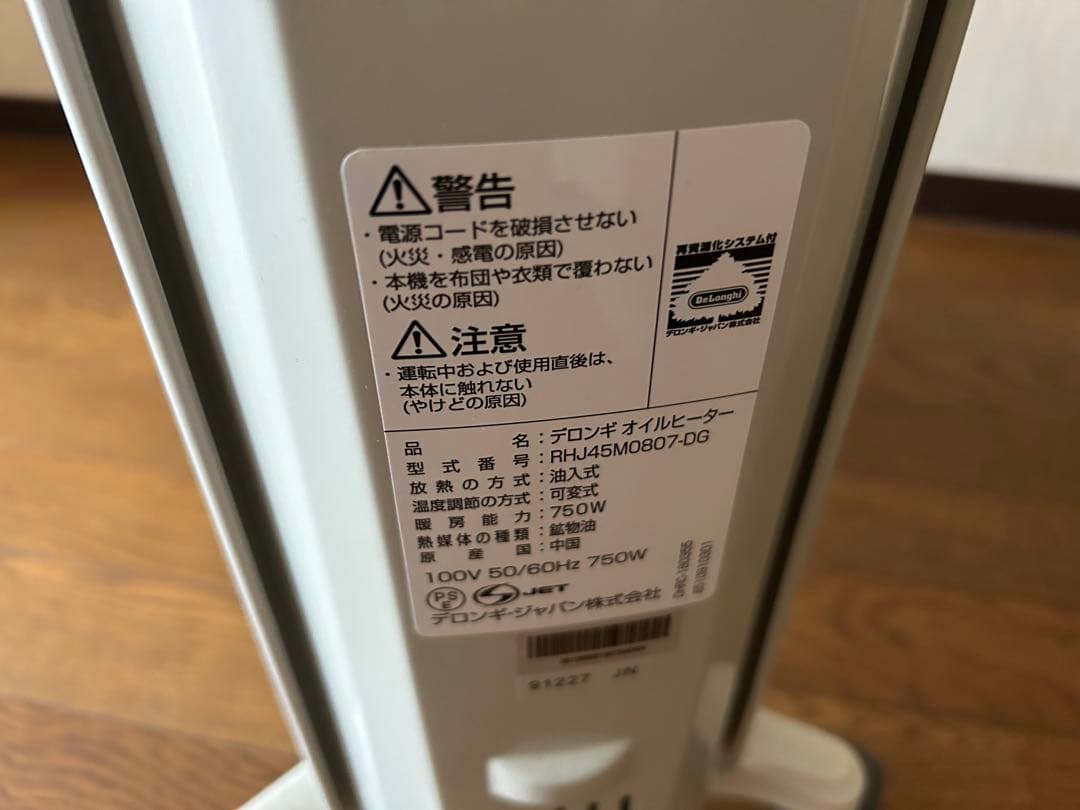 警告
・電源コードを破損させない
(火災・感電の原因)
・本機を布団や衣類で覆わない
(火災の原因)
注意
・運転中および使用直後は、
本体に触れない
(やけどの原因)
再資源化システム付
DeLonghi
デロンギ・ジャパン株式会社
品名：デロンギ オイルヒーター
型式番号：RHJ45M0807-DG
放熱の方式：油入式
温度調節の方式：可変式
暖房能力：750W
熱媒体の種類：鉱物油
原産国：中国
100V 50/60Hz 750W
PSE
JET
デロンギ・ジャパン株式会社
91227 JN